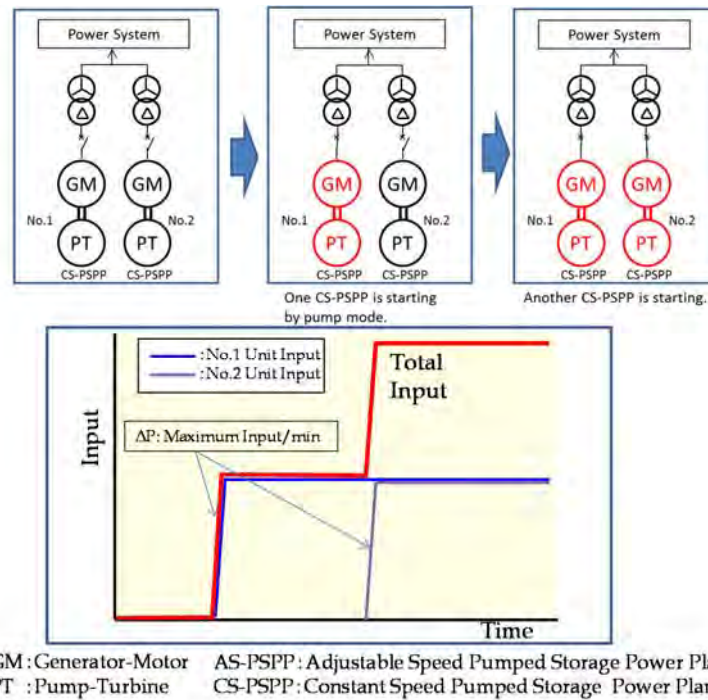 Power System
GM
GM
No.1
No.2
PT
PT
CS-PSPP
CS-PSPP
Power System
GM
GM
No.1
No.2
PT
PT
CS-PSPP
CS-PSPP
One CS-PSPP is starting
by pump mode.
Power System
GM
GM
No.1
No.2
PT
PT
CS-PSPP
CS-PSPP
Another CS-PSPP is starting.
:No.1 Unit Input
:No.2 Unit Input
Total
Input
ΔP: Maximum Input/min
Input
Time
GM : Generator-Motor AS-PSPP : Adjustable Speed Pumped Storage Power Pla
PT : Pump-Turbine CS-PSPP : Constant Speed Pumped Storage Power Plan